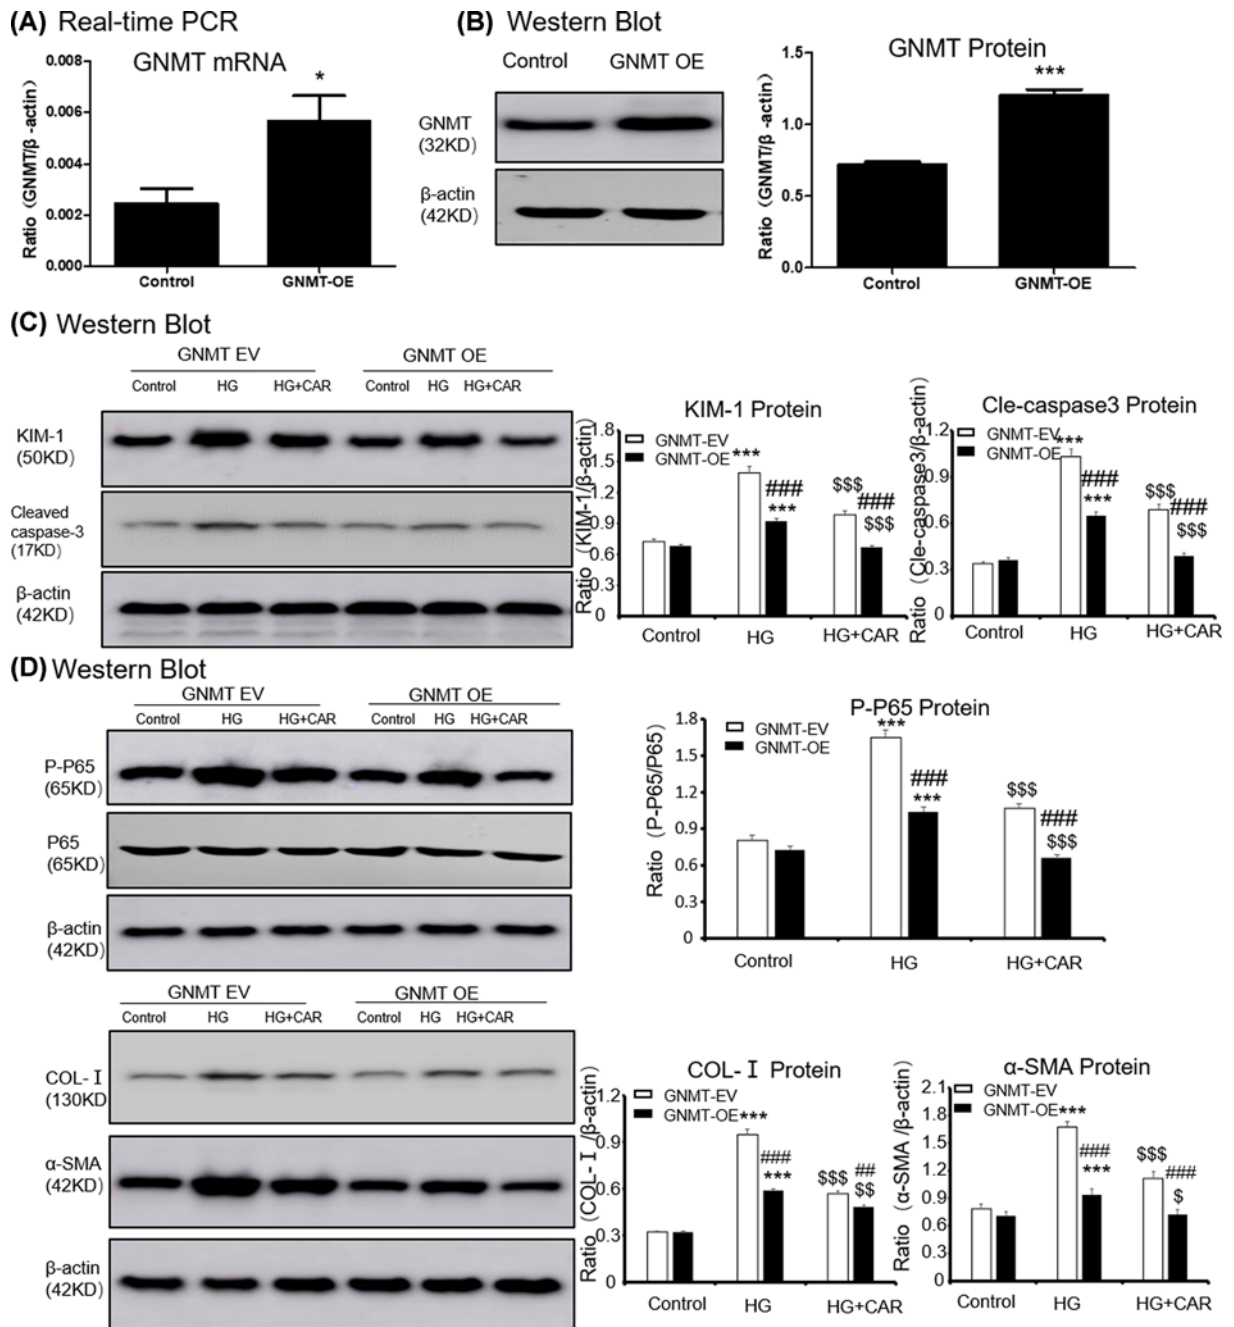 (A) Real-time PCR
GNMT mRNA
*
Ratio (GNMT/β -actin)
0.008
0.006
0.004
0.002
0.000
Control GNMT-OE
(B) Western Blot
Control GNMT OE
GNMT
(32KD)
β-actin
(42KD)
GNMT Protein
***
Ratio (GNMT/β -actin)
1.5
1.0
0.5
0.0
Control GNMT-OE
(C) Western Blot
GNMT EV GNMT OE
Control HG HG+CAR Control HG HG+CAR
KIM-1
(50KD)
Cleaved
caspase-3
(17KD)
β-actin
(42KD)
KIM-1 Protein
GNMT-EV
GNMT-OE
Ratio (KIM-1/β-actin)
1.8
1.5
1.2
0.9
0.6
0.3
0
***
###
***
$$$
###
$$$
Control HG HG+CAR
Cle-caspase3 Protein
GNMT-EV
GNMT-OE
Ratio (Cle-caspase3/β-actin)
1.2
0.9
0.6
0.3
0
***
###
***
$$$
###
$$$
Control HG HG+CAR
(D) Western Blot
GNMT EV GNMT OE
Control HG HG+CAR Control HG HG+CAR
P-P65
(65KD)
P65
(65KD)
β-actin
(42KD)
P-P65 Protein
GNMT-EV
GNMT-OE
Ratio (P-P65/P65)
1.8
1.5
1.2
0.9
0.6
0.3
0
***
###
***
$$$
###
$$$
Control HG HG+CAR
GNMT EV GNMT OE
Control HG HG+CAR Control HG HG+CAR
COL-Ⅰ
(130KD
α-SMA
(42KD)
β-actin
(42KD)
COL-Ⅰ Protein
GNMT-EV
GNMT-OE
Ratio (COL-Ⅰ/β-actin)
1.2
0.9
0.6
0.3
0
***
###
***
$$$
##
$$
Control HG HG+CAR
α-SMA Protein
GNMT-EV
GNMT-OE
Ratio (α-SMA /β-actin)
2.1
1.8
1.5
1.2
0.9
0.6
0.3
0
***
###
***
$$$
###
$
Control HG HG+CAR